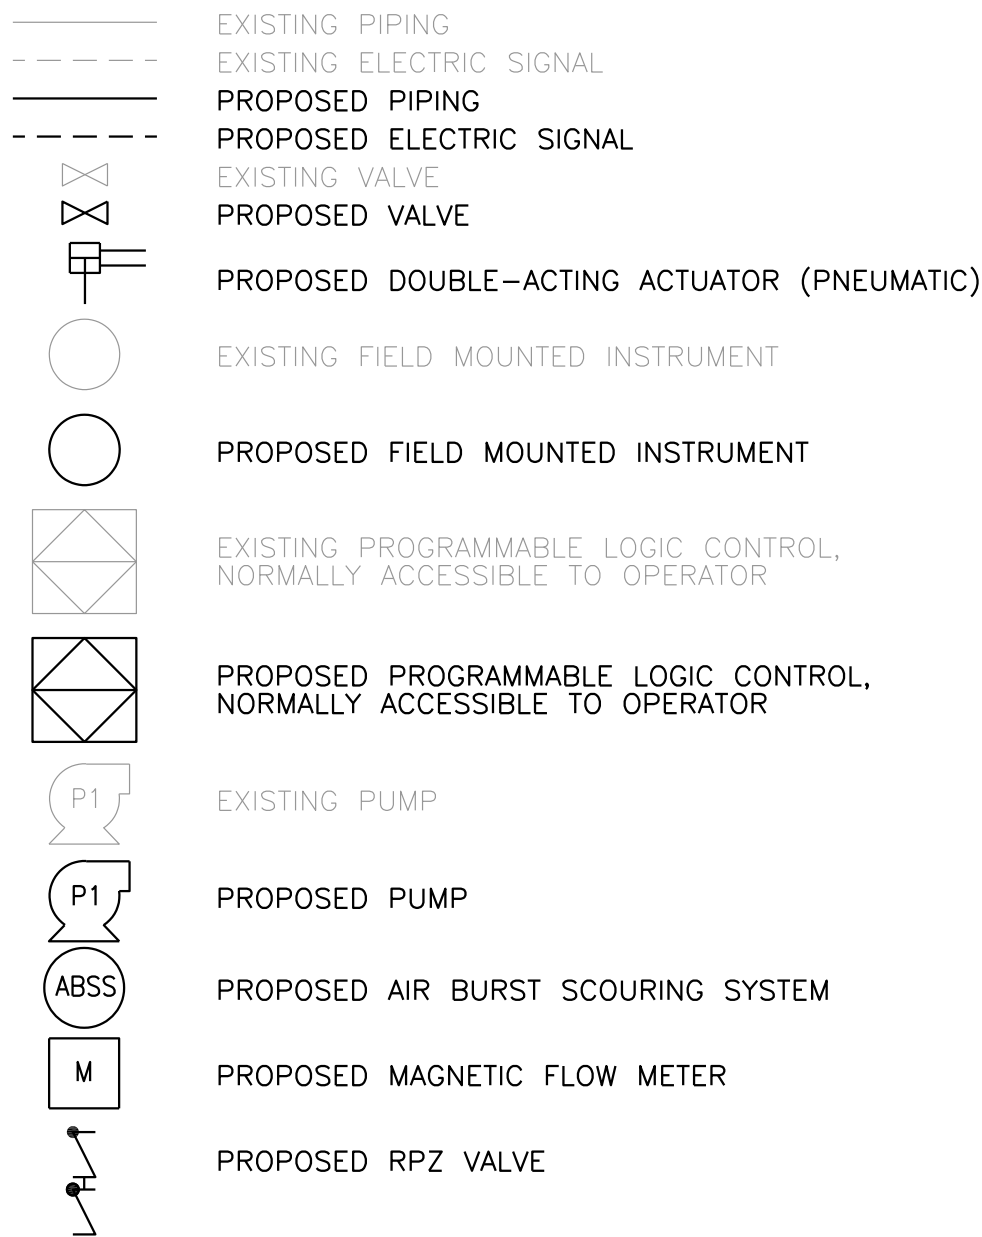 EXISTING PIPING
EXISTING ELECTRIC SIGNAL
PROPOSED PIPING
PROPOSED ELECTRIC SIGNAL
EXISTING VALVE
PROPOSED VALVE
PROPOSED DOUBLE-ACTING ACTUATOR (PNEUMATIC)
EXISTING FIELD MOUNTED INSTRUMENT
PROPOSED FIELD MOUNTED INSTRUMENT
EXISTING PROGRAMMABLE LOGIC CONTROL,
NORMALLY ACCESSIBLE TO OPERATOR
PROPOSED PROGRAMMABLE LOGIC CONTROL,
NORMALLY ACCESSIBLE TO OPERATOR
P1 EXISTING PUMP
P1 PROPOSED PUMP
ABSS PROPOSED AIR BURST SCOURING SYSTEM
M PROPOSED MAGNETIC FLOW METER
PROPOSED RPZ VALVE